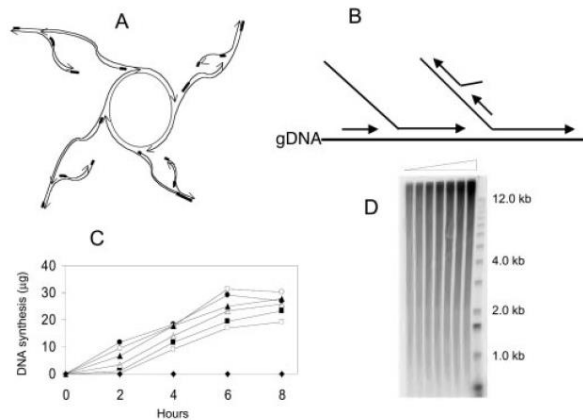 A
B
gDNA
C
DNA synthesis (µg)
40
30
20
10
0
0
2
4
6
8
Hours
D
12.0 kb
4.0 kb
2.0 kb
1.0 kb